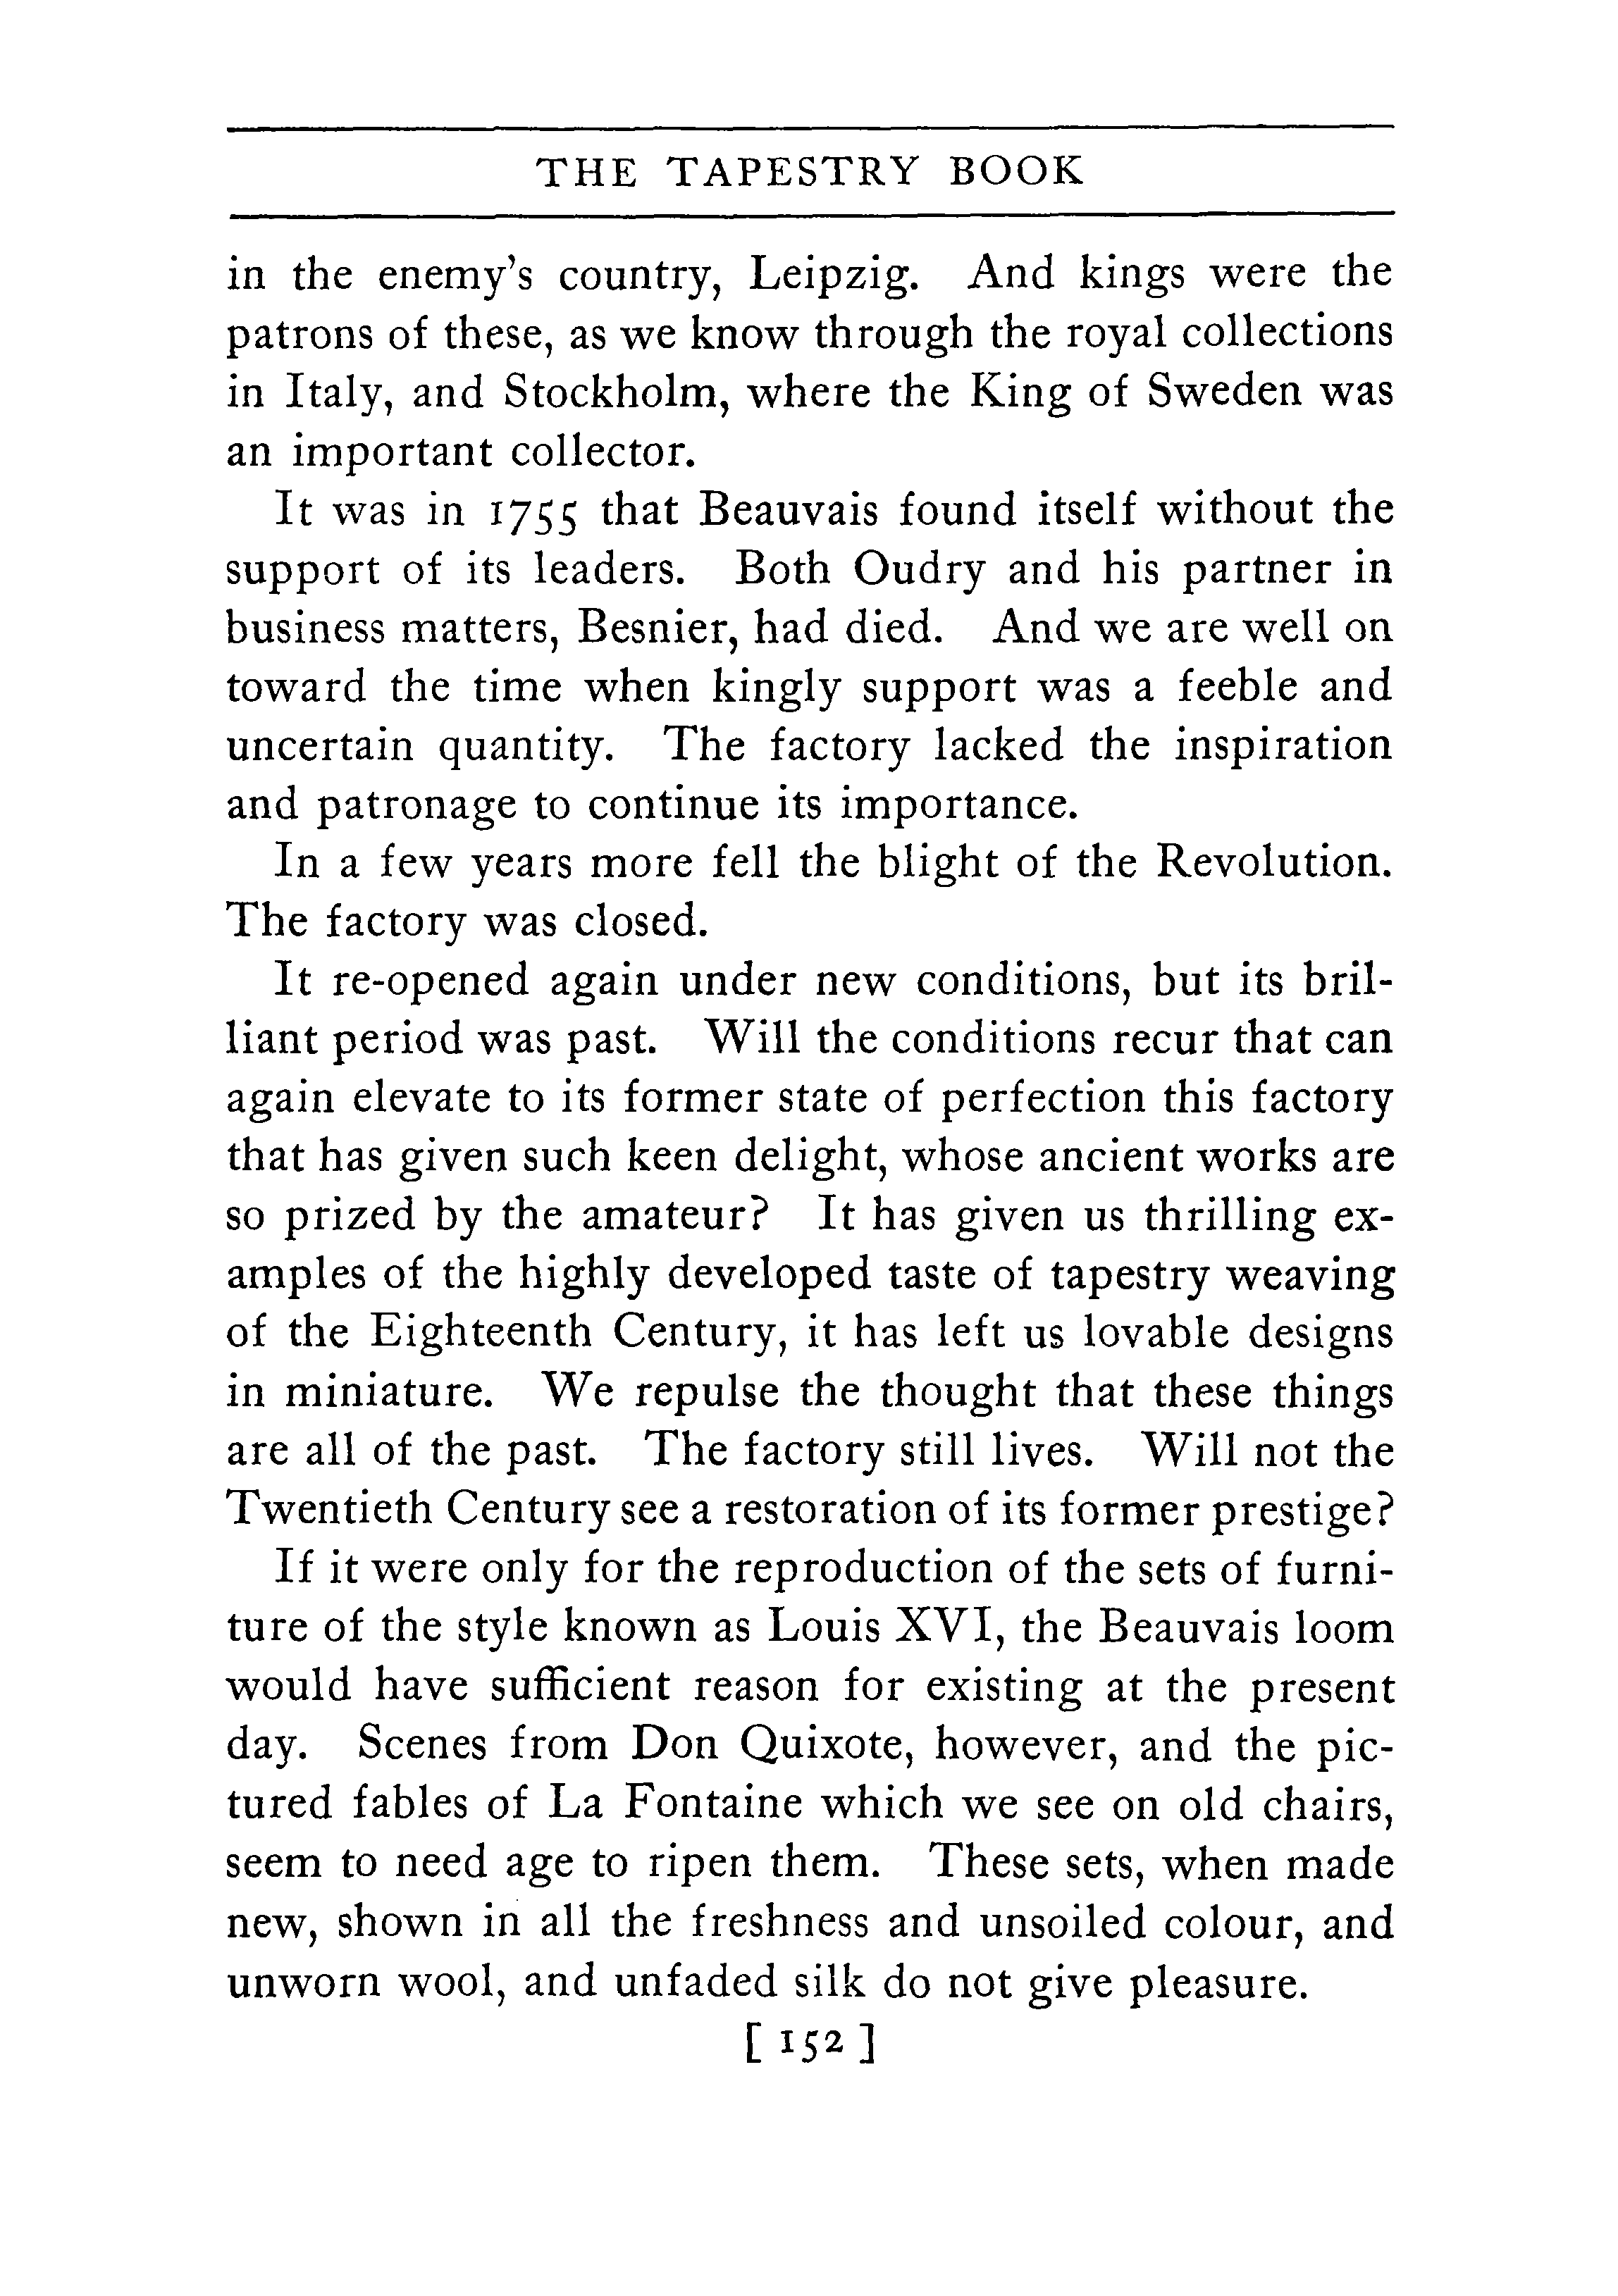 THE TAPESTRY BOOK
in the enemy's country, Leipzig. And kings were the
patrons of these, as we know through the royal collections
in Italy, and Stockholm, where the King of Sweden was
an important collector.
It was in 1755 that Beauvais found itself without the
support of its leaders. Both Oudry and his partner in
business matters, Besnier, had died. And we are well on
toward the time when kingly support was a feeble and
uncertain quantity. The factory lacked the inspiration
and patronage to continue its importance.
In a few years more fell the blight of the Revolution.
The factory was closed.
It re-opened again under new conditions, but its bril-
liant period was past. Will the conditions recur that can
again elevate to its former state of perfection this factory
that has given such keen delight, whose ancient works are
so prized by the amateur? It has given us thrilling ex-
amples of the highly developed taste of tapestry weaving
of the Eighteenth Century, it has left us lovable designs
in miniature. We repulse the thought that these things
are all of the past. The factory still lives. Will not the
Twentieth Century see a restoration of its former prestige?
If it were only for the reproduction of the sets of furni-
ture of the style known as Louis XVI, the Beauvais loom
would have sufficient reason for existing at the present
day. Scenes from Don Quixote, however, and the pic-
tured fables of La Fontaine which we see on old chairs,
seem to need age to ripen them. These sets, when made
new, shown in all the freshness and unsoiled colour, and
unworn wool, and unfaded silk do not give pleasure.
[ 152 ]